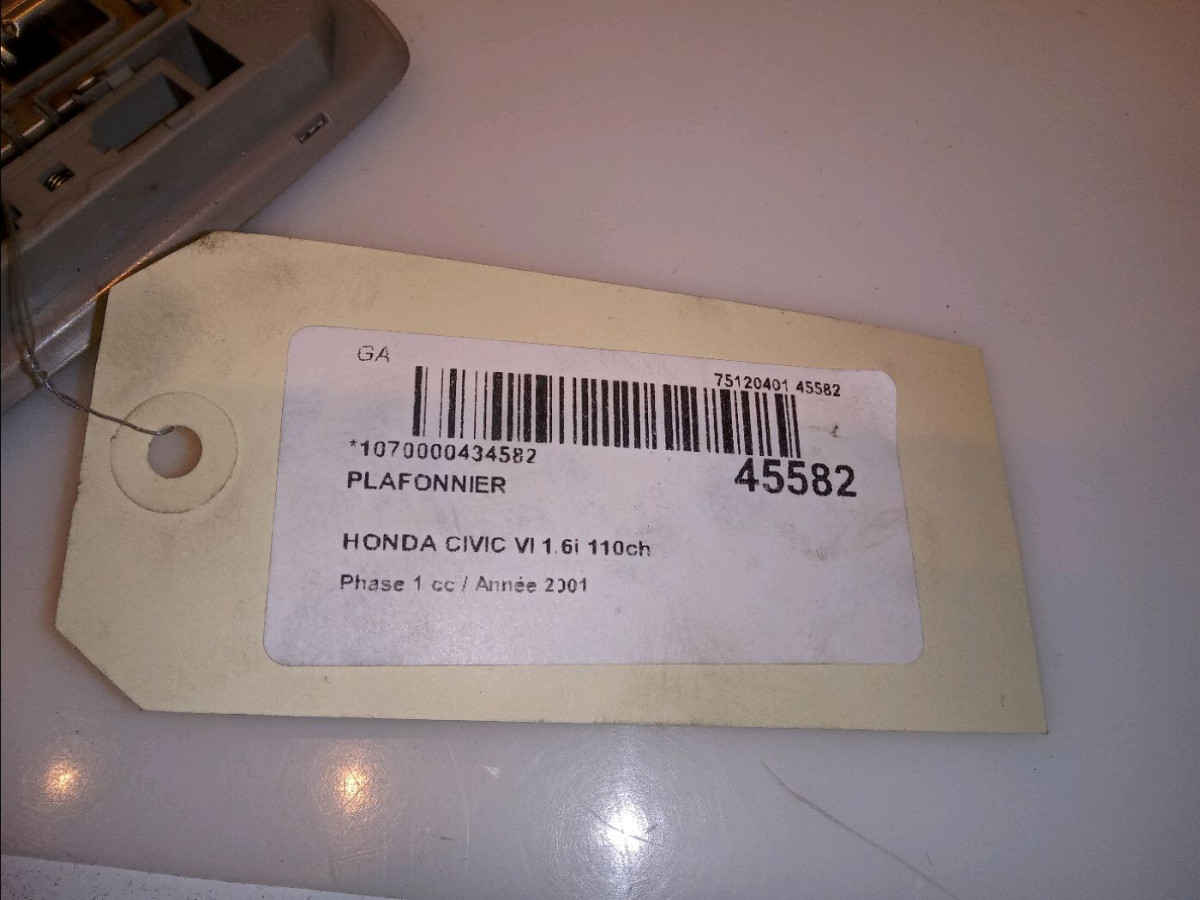 GA
75120401 45582
*1070000434582
45582
PLAFONNIER
HONDA CIVIC VI 1.6i 110ch
Phase 1 cc / Année 2001